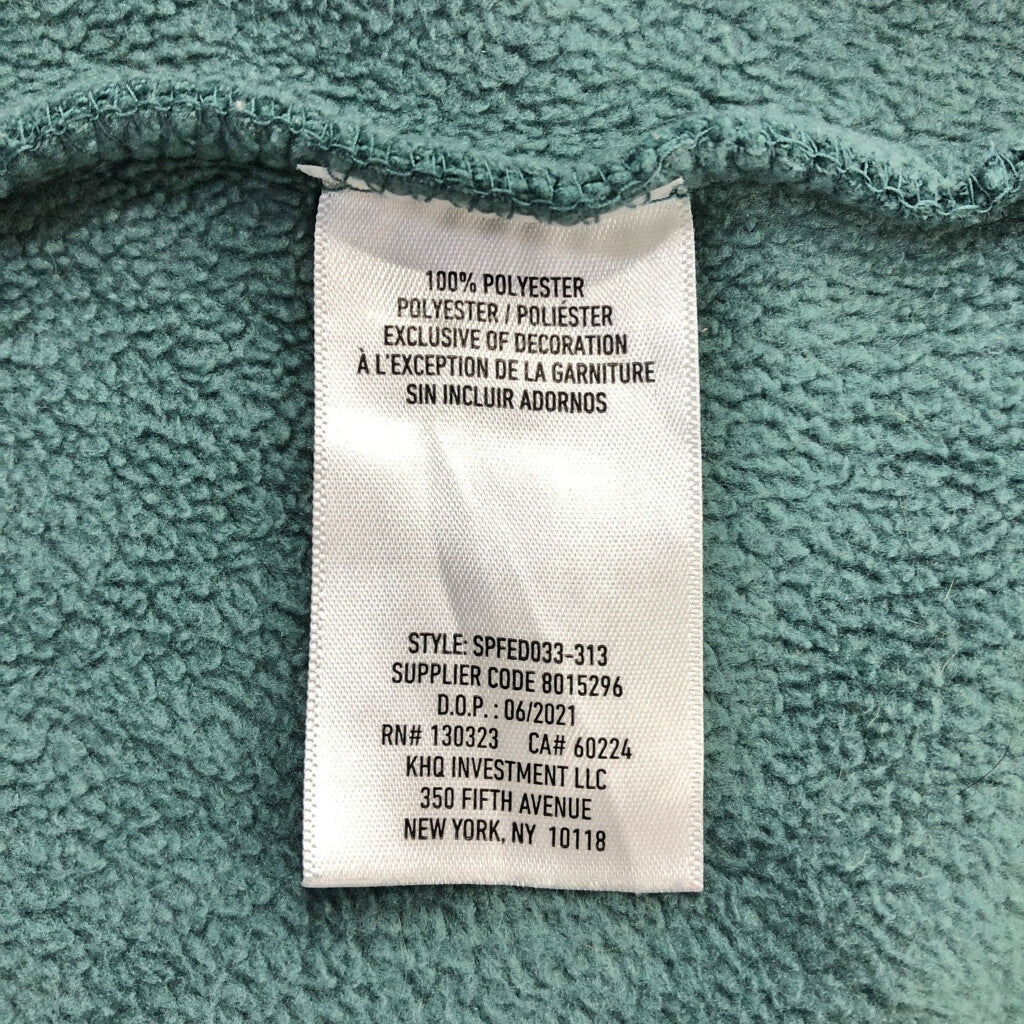 100% POLYESTER
POLYESTER / POLIÉSTER
EXCLUSIVE OF DECORATION
À L'EXCEPTION DE LA GARNITURE
SIN INCLUIR ADORNOS
STYLE: SPFED033-313
SUPPLIER CODE 8015296
D.O.P. : 06/2021
RN# 130323 CA# 60224
KHQ INVESTMENT LLC
350 FIFTH AVENUE
NEW YORK, NY 10118